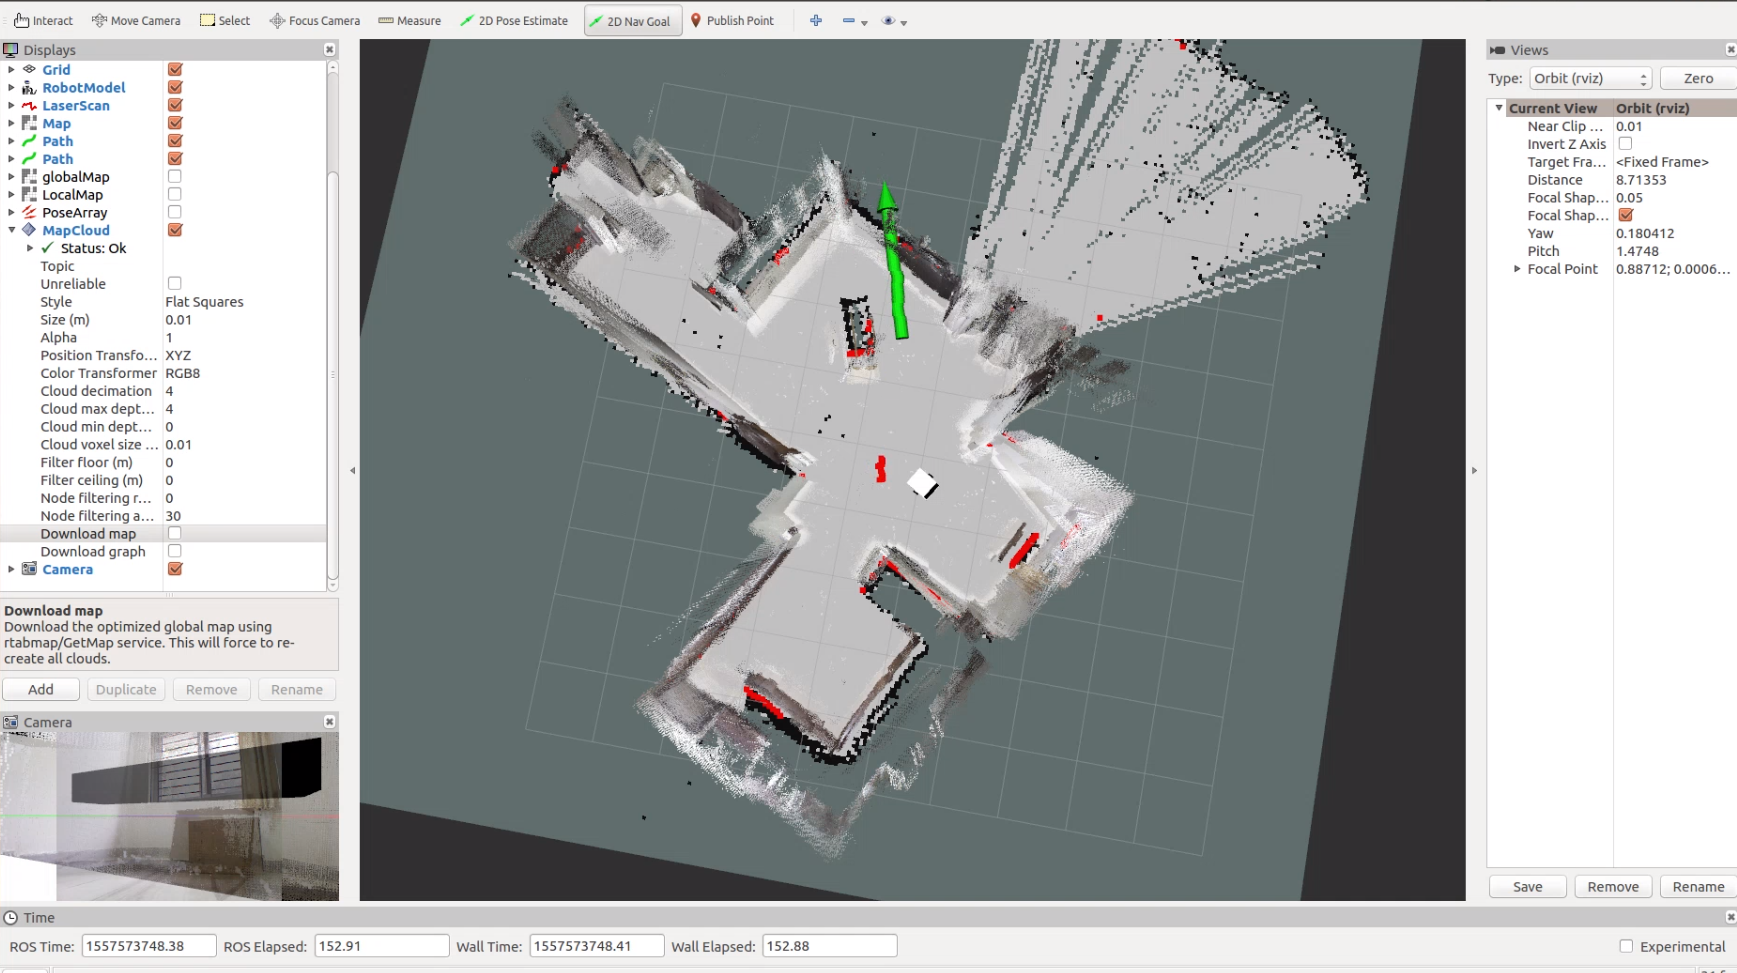 Interact Move Camera Select Focus Camera Measure 2D Pose Estimate 2D Nav Goal Publish Point
Displays
Grid
RobotModel
LaserScan
Map
Path
Path
globalMap
LocalMap
PoseArray
MapCloud
Status: Ok
Topic
Unreliable
Style Flat Squares
Size (m) 0.01
Alpha 1
Position Transfo... XYZ
Color Transformer RGB8
Cloud decimation 4
Cloud max dept... 4
Cloud min dept... 0
Cloud voxel size ... 0.01
Filter floor (m) 0
Filter ceiling (m) 0
Node filtering r... 0
Node filtering a... 30
Download map
Download graph
Camera
Download map
Download the optimized global map using
rtabmap/GetMap service. This will force to re-
create all clouds.
Add Duplicate Remove Rename
Camera
Views
Type: Orbit (rviz) Zero
Current View Orbit (rviz)
Near Clip ... 0.01
Invert Z Axis
Target Fra... <Fixed Frame>
Distance 8.71353
Focal Shap... 0.05
Focal Shap...
Yaw 0.180412
Pitch 1.4748
Focal Point 0.88712; 0.0006...
Save Remove Rename
Time
ROS Time: 1557573748.38 ROS Elapsed: 152.91 Wall Time: 1557573748.41 Wall Elapsed: 152.88 Experimental